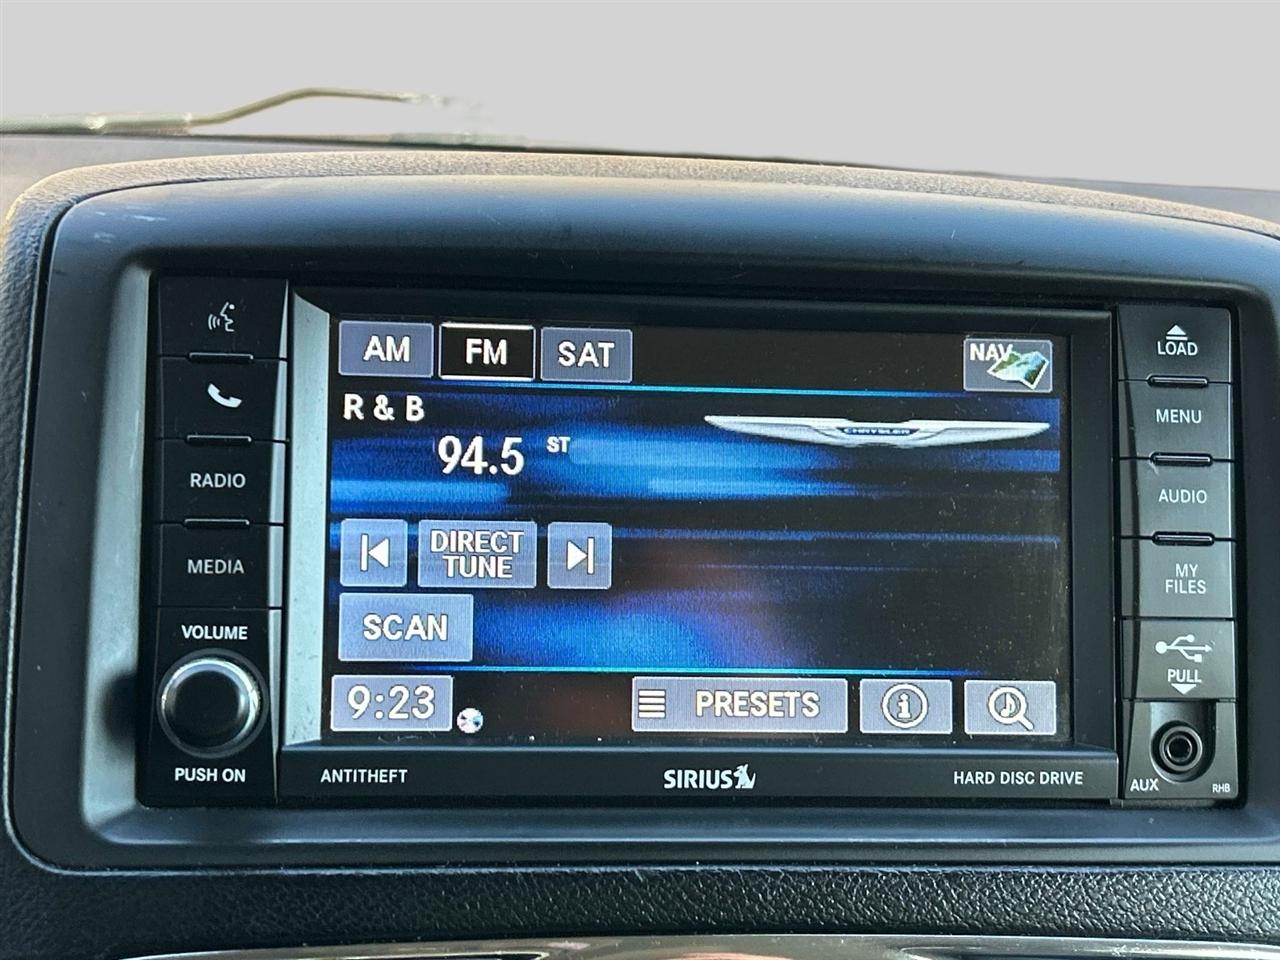 AM
FM
SAT
NAV
R & B
94.5 ST
CHRYSLER
DIRECT
TUNE
SCAN
9:23
PRESETS
RADIO
MEDIA
VOLUME
PUSH ON
LOAD
MENU
AUDIO
MY
FILES
PULL
AUX
RHB
ANTITHEFT
SIRIUS
HARD DISC DRIVE